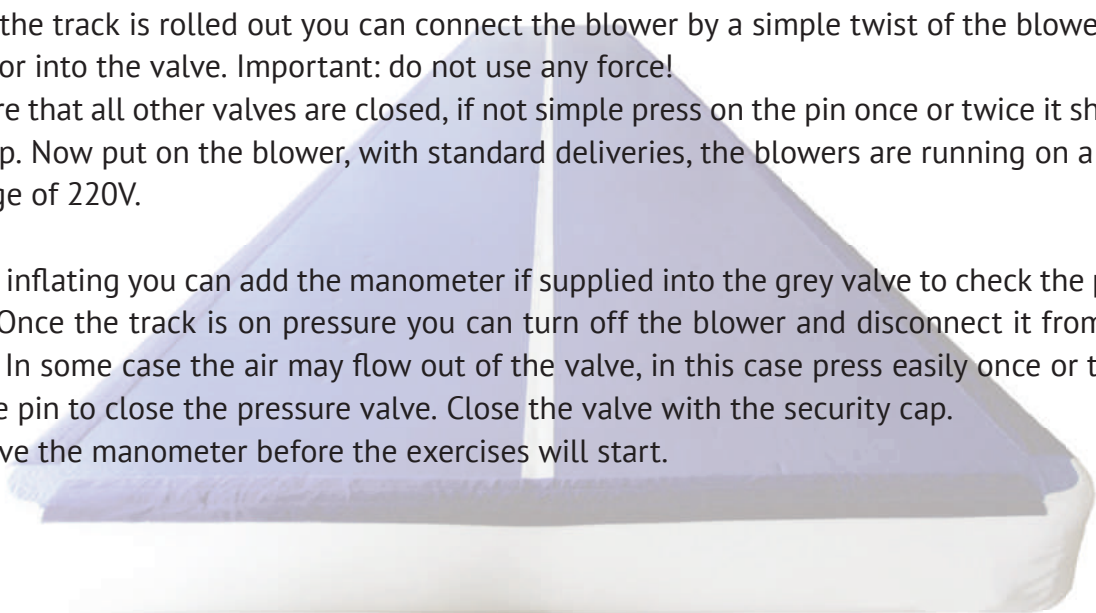 the track is rolled out you can connect the blower by a simple twist of the blowe
or into the valve. Important: do not use any force!
re that all other valves are closed, if not simple press on the pin once or twice it sh
p. Now put on the blower, with standard deliveries, the blowers are running on a
ge of 220V.
inflating you can add the manometer if supplied into the grey valve to check the p
Once the track is on pressure you can turn off the blower and disconnect it from
In some case the air may flow out of the valve, in this case press easily once or t
e pin to close the pressure valve. Close the valve with the security cap.
ve the manometer before the exercises will start.